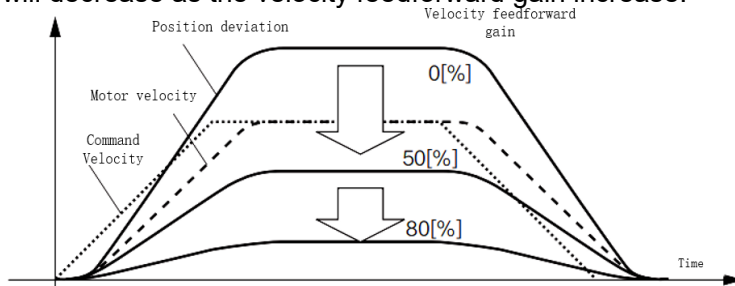 will decrease as the velocity feedforward gain increase.
Velocity feedforward
gain
Position deviation
0[%]
Motor velocity
Command
Velocity
50[%]
80[%]
Time